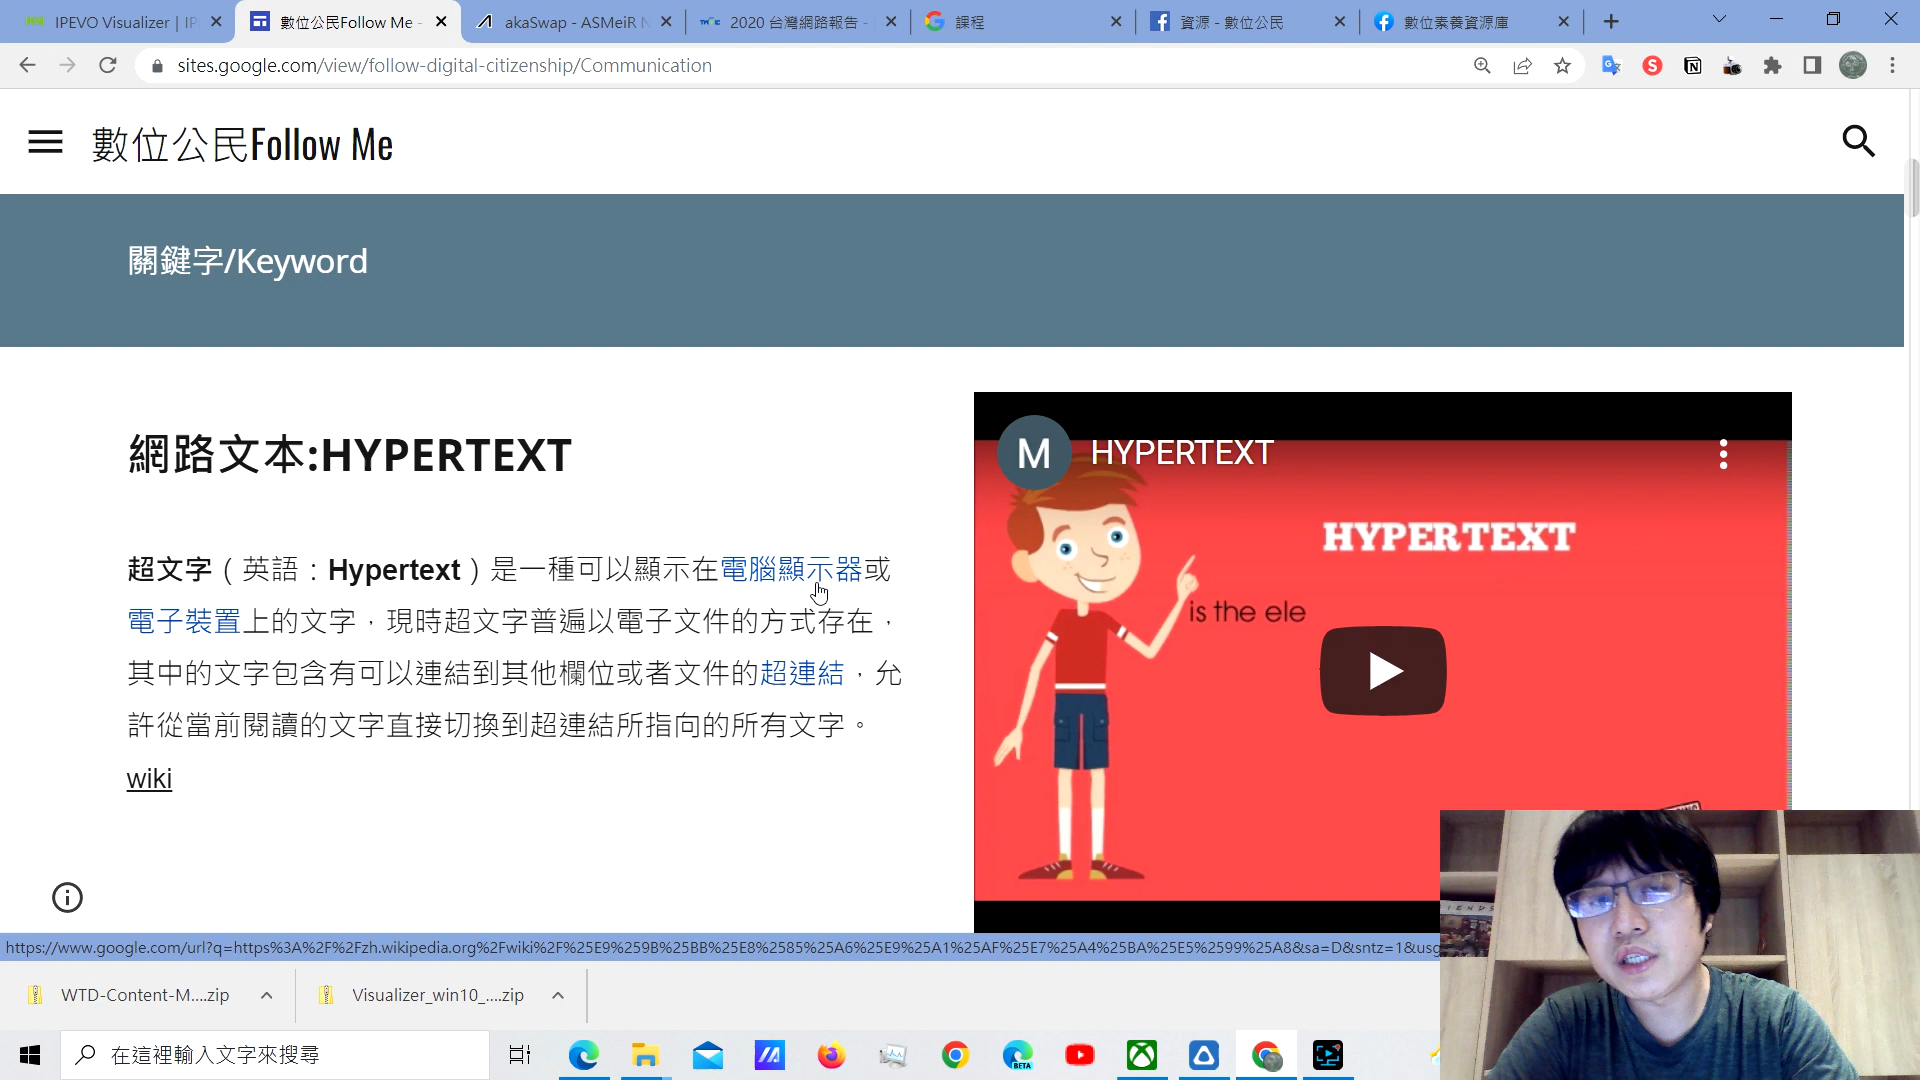 IPEVO Visualizer | IP
數位公民Follow Me -
akaSwap - ASMeiR N
2020 台灣網路報告 -
課程
資源 - 數位公民
數位素養資源庫
sites.google.com/view/follow-digital-citizenship/Communication
數位公民Follow Me
關鍵字/Keyword
網路文本:HYPERTEXT
超文字（英語：Hypertext）是一種可以顯示在電腦顯示器或
電子裝置上的文字，現時超文字普遍以電子文件的方式存在，
其中的文字包含有可以連結到其他欄位或者文件的超連結，允
許從當前閱讀的文字直接切換到超連結所指向的所有文字。
wiki
M
HYPERTEXT
HYPERTEXT
is the ele
https://www.google.com/url?q=https%3A%2F%2Fzh.wikipedia.org%2Fwiki%2F%25E9%259B%25BB%25E8%2585%25A6%25E9%25A1%25AF%25E7%25A4%25BA%25E5%2599%25A8&sa=D&sntz=1&usg
WTD-Content-M....zip
Visualizer_win10_....zip
在這裡輸入文字來搜尋
BETA